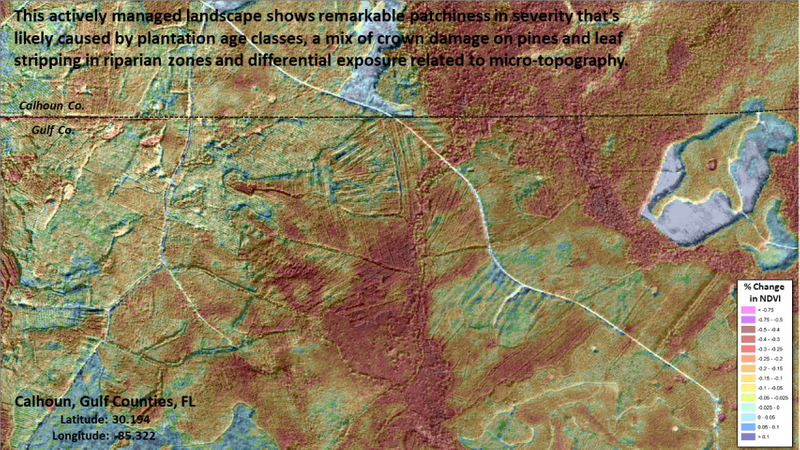 This actively managed landscape shows remarkable patchiness in severity that's
likely caused by plantation age classes, a mix of crown damage on pines and leaf
stripping in riparian zones and differential exposure related to micro-topography.
Calhoun Co.
Gulf Co.
% Change
in NDVI
< -0.75
-0.75 - -0.5
-0.5 - -0.4
-0.4 - -0.3
-0.3 - -0.25
-0.25 - -0.2
-0.2 - -0.15
-0.15 - -0.1
-0.1 - -0.05
-0.05 - -0.025
-0.025 - 0
0 - 0.05
0.05 - 0.1
> 0.1
Calhoun, Gulf Counties, FL
Latitude: 30.194
Longitude: -85.322